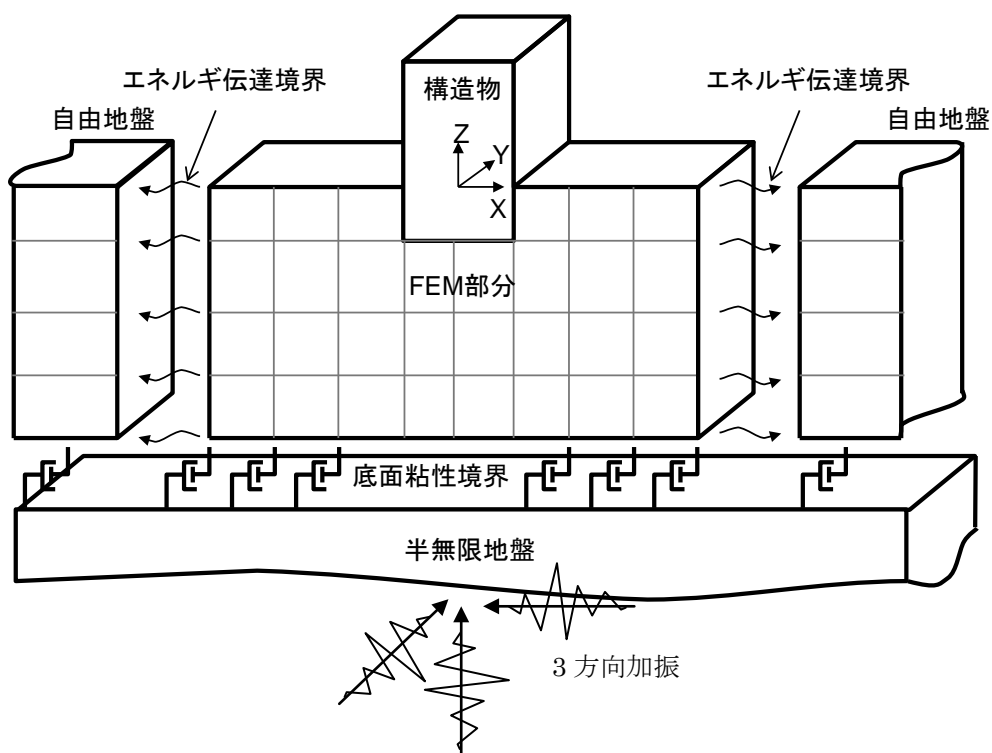 エネルギ伝達境界
構造物
エネルギ伝達境界
自由地盤
自由地盤
Z
Y
X
FEM部分
底面粘性境界
半無限地盤
3 方向加振